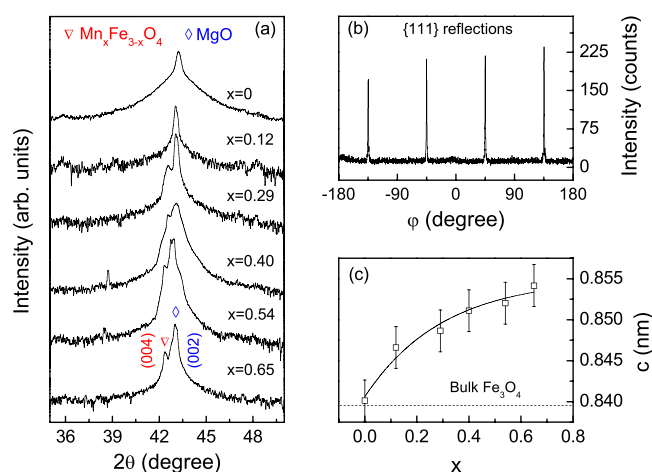 ▽ MnxFe3-xO4 ◇ MgO (a)
x=0
x=0.12
x=0.29
x=0.40
x=0.54
x=0.65
(004)
(002)
Intensity (arb. units)
36 39 42 45 48
2θ (degree)
(b) {111} reflections
225
150
75
0
Intensity (counts)
-180 -90 0 90 180
φ (degree)
(c)
0.855
0.850
0.845
0.840
c (nm)
Bulk Fe3O4
0.0 0.2 0.4 0.6 0.8
x